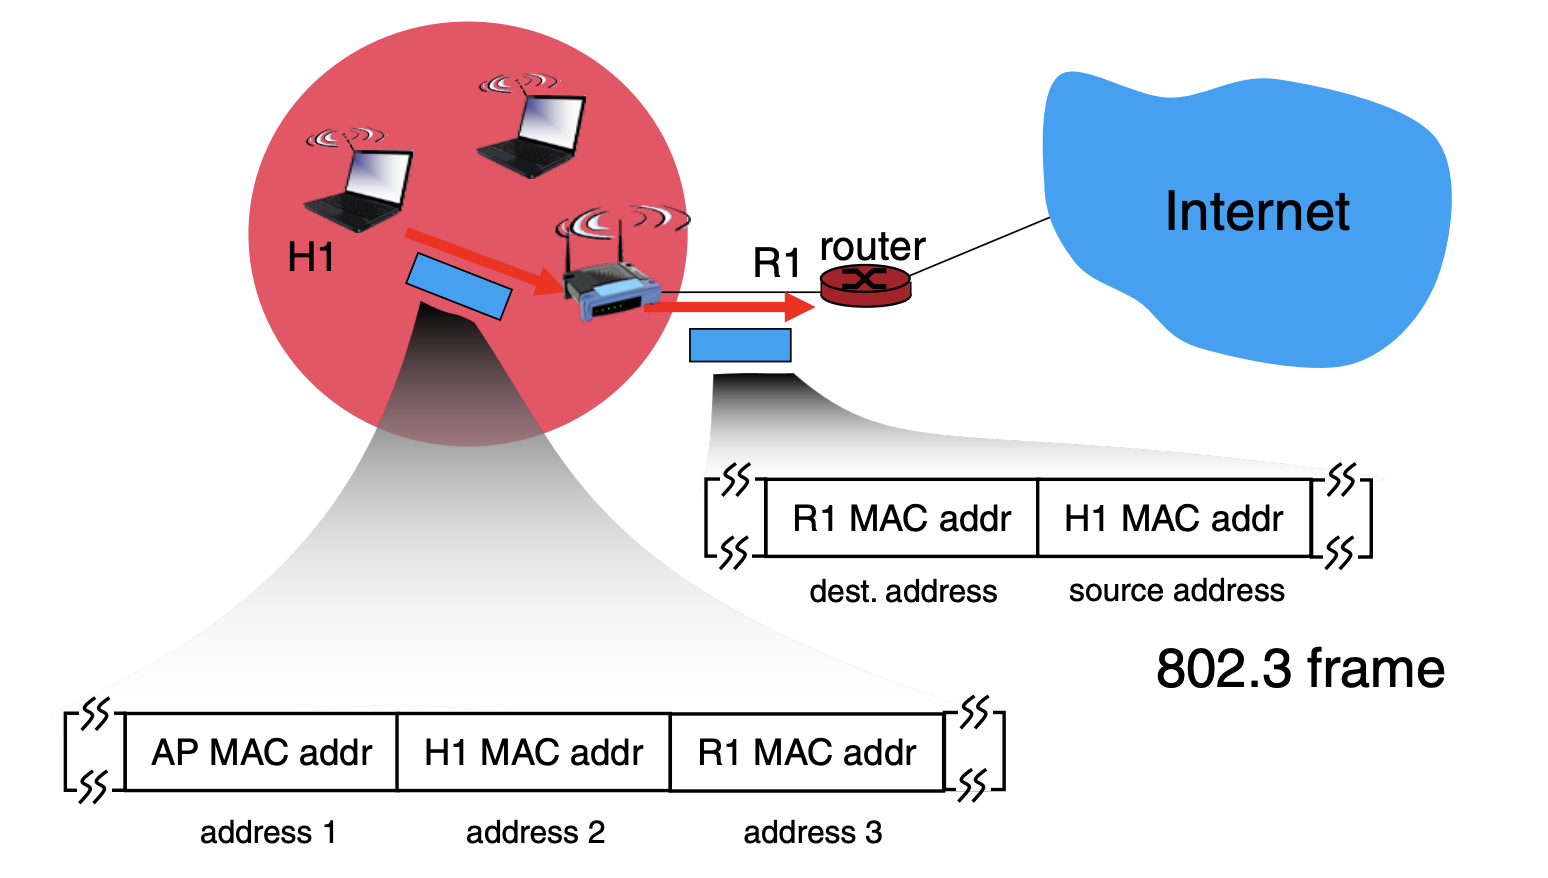 H1
R1
router
Internet
R1 MAC addr
H1 MAC addr
dest. address
source address
802.3 frame
AP MAC addr
H1 MAC addr
R1 MAC addr
address 1
address 2
address 3